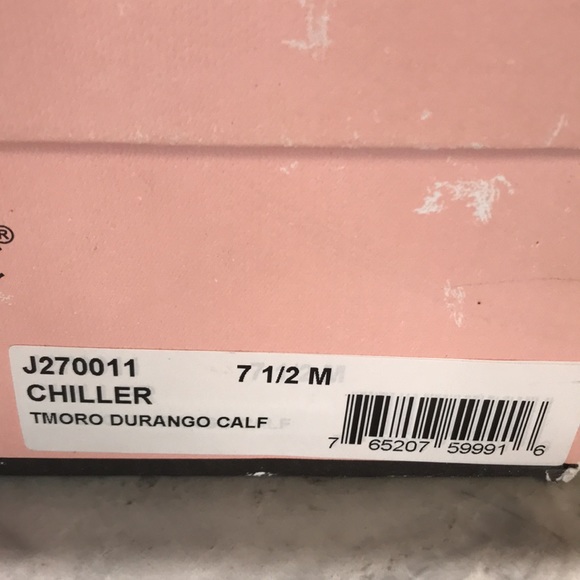 ®
J270011
7 1/2 M
CHILLER
TMORO DURANGO CALF
7 65207 59991 6